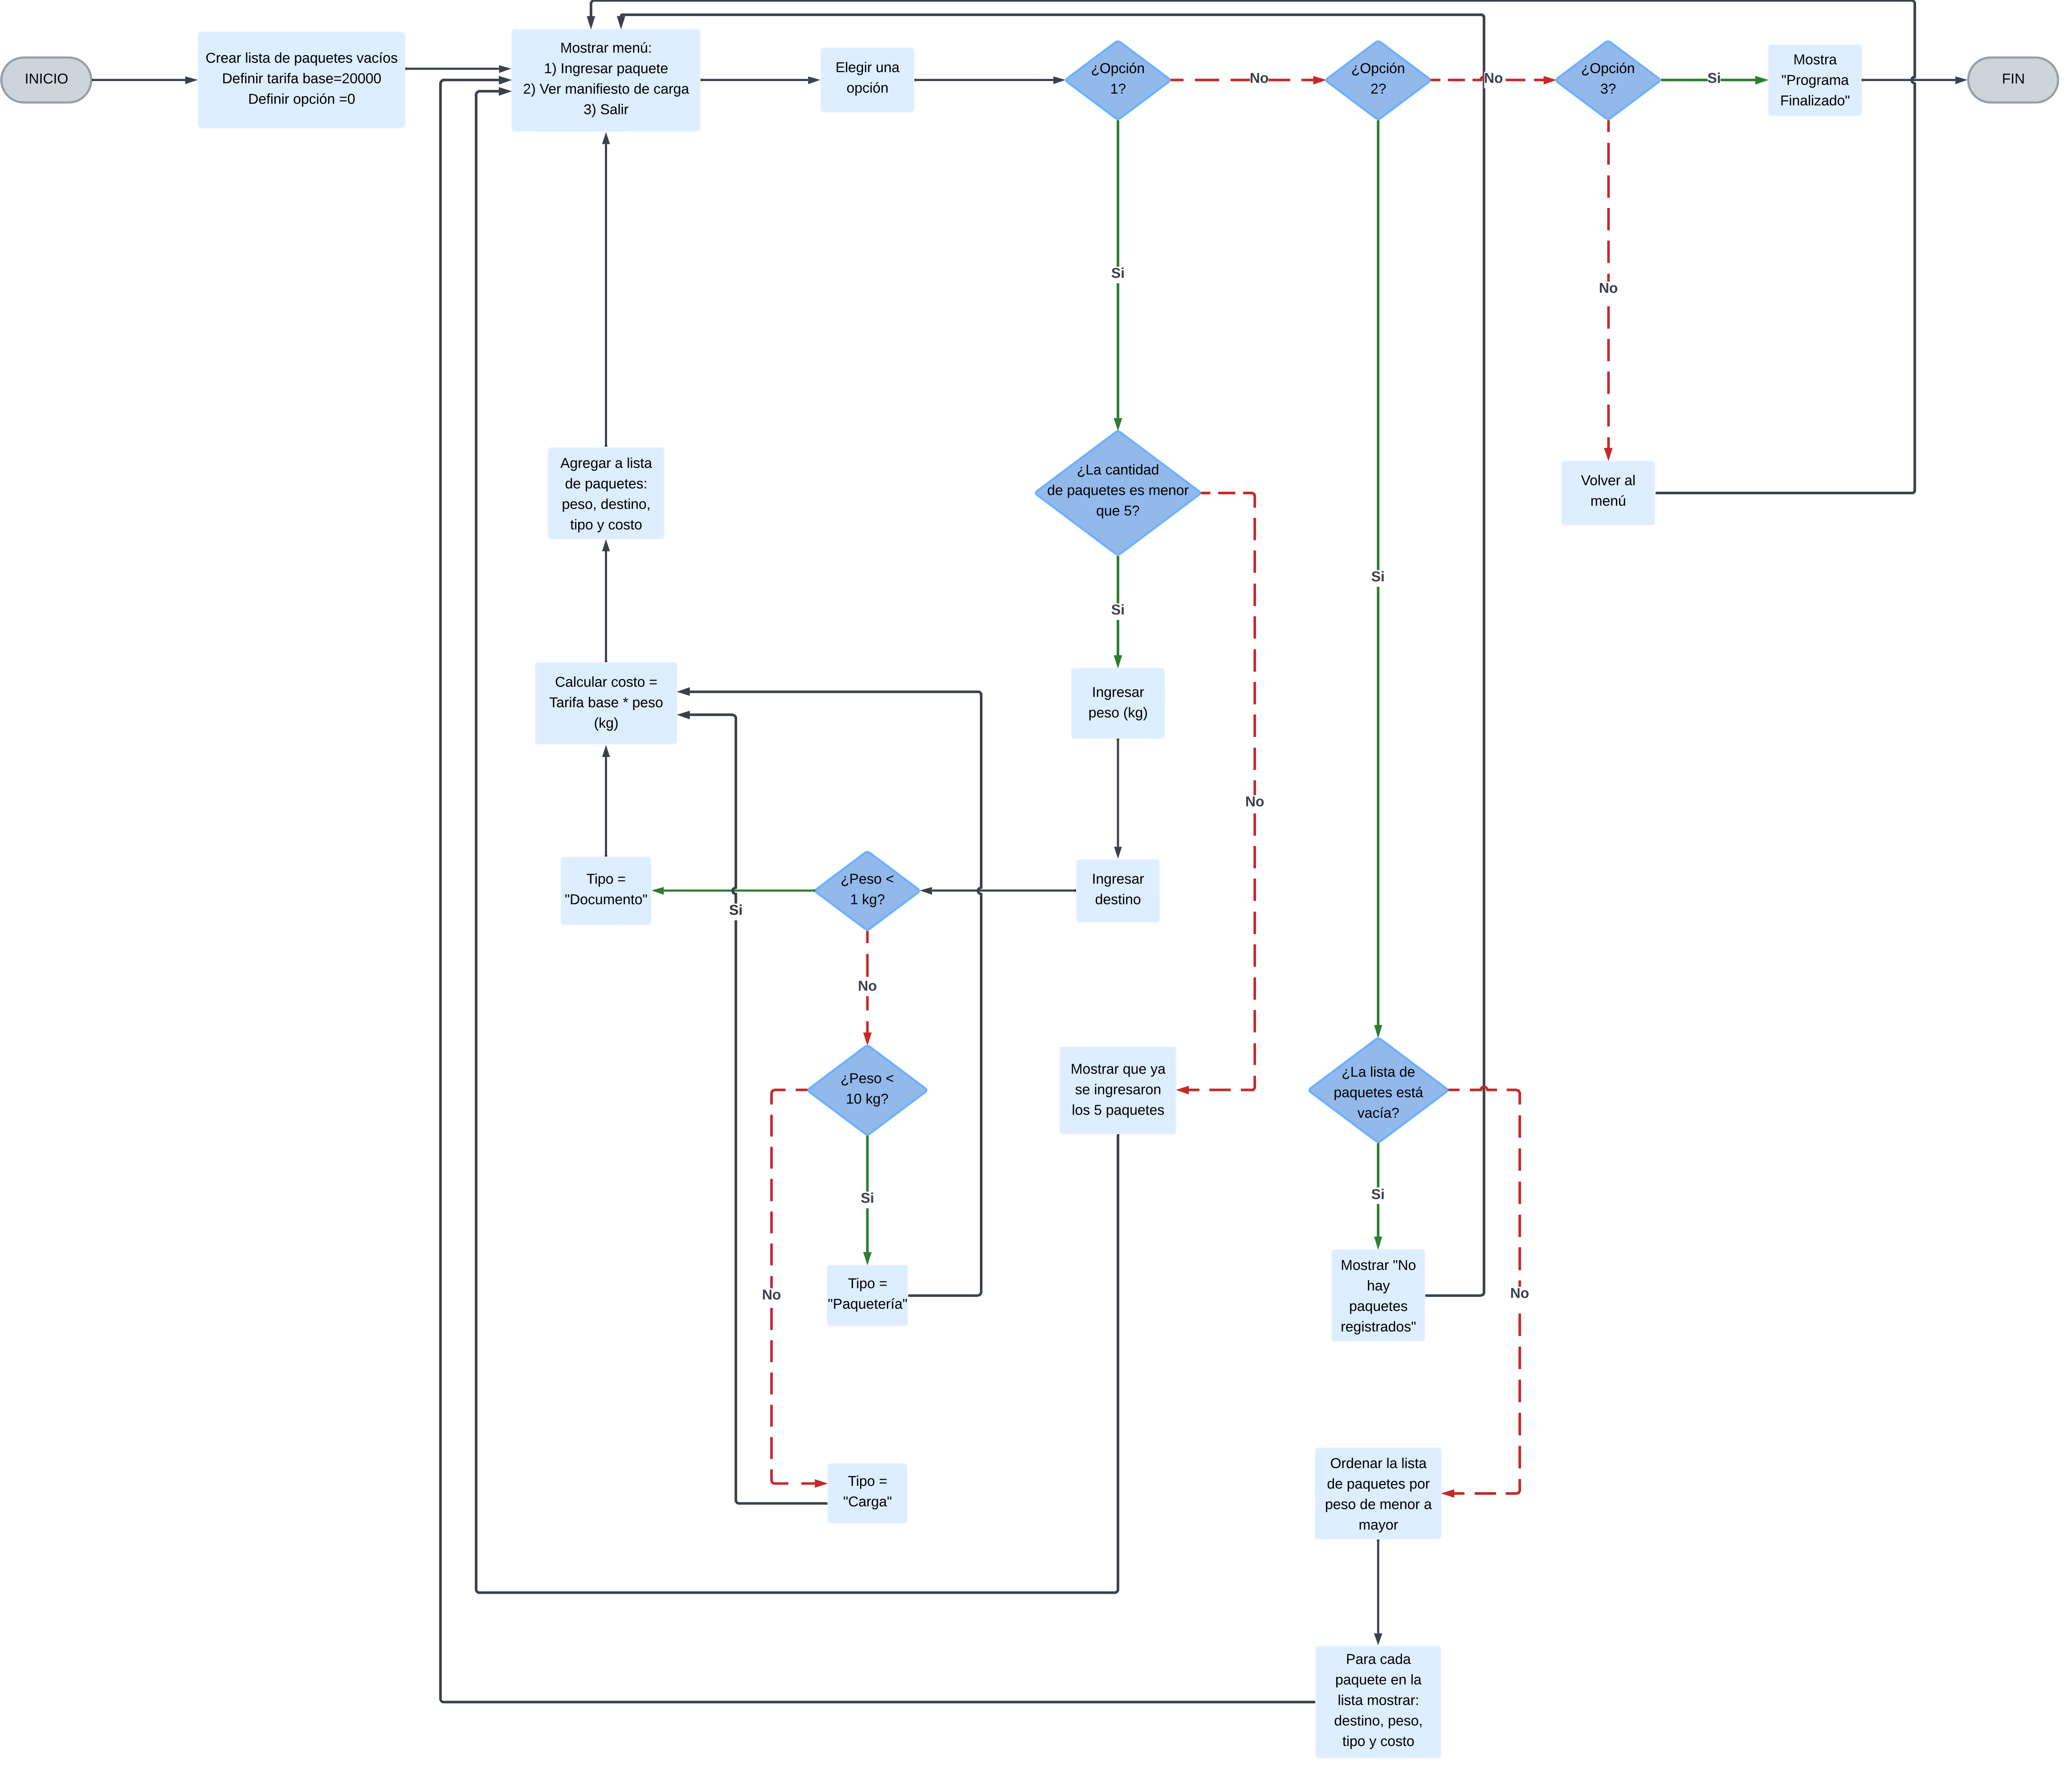 INICIO
Crear lista de paquetes vacíos
Definir tarifa base=20000
Definir opción =0
Mostrar menú:
1) Ingresar paquete
2) Ver manifiesto de carga
3) Salir
Elegir una
opción
¿Opción
1?
No
¿Opción
2?
No
¿Opción
3?
Si
Mostra
"Programa
Finalizado"
FIN
Si
No
Volver al
menú
¿La cantidad
de paquetes es menor
que 5?
Si
No
Ingresar
peso (kg)
Ingresar
destino
¿Peso <
1 kg?
Si
Tipo =
"Documento"
Calcular costo =
Tarifa base * peso
(kg)
Agregar a lista
de paquetes:
peso, destino,
tipo y costo
No
¿Peso <
10 kg?
Si
Tipo =
"Paquetería"
No
Tipo =
"Carga"
Mostrar que ya
se ingresaron
los 5 paquetes
Si
¿La lista de
paquetes está
vacía?
Si
Mostrar "No
hay
paquetes
registrados"
No
Ordenar la lista
de paquetes por
peso de menor a
mayor
Para cada
paquete en la
lista mostrar:
destino, peso,
tipo y costo